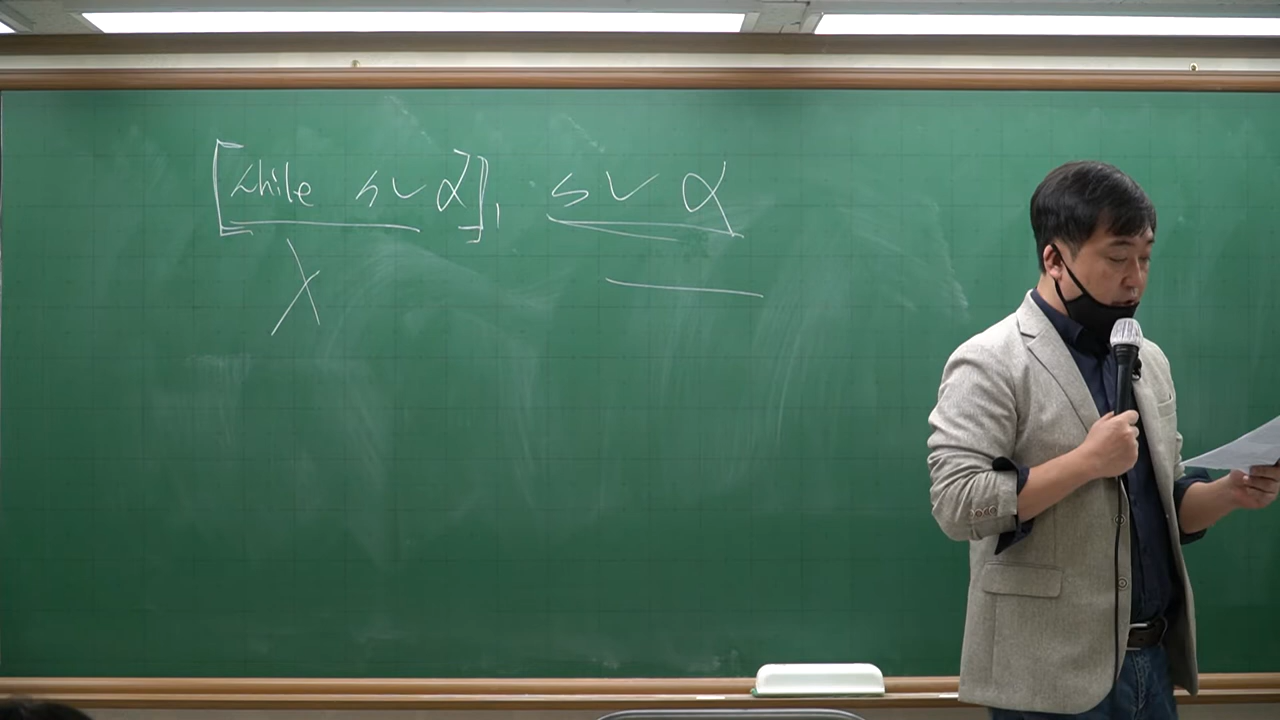 [while s v α], s v α
X